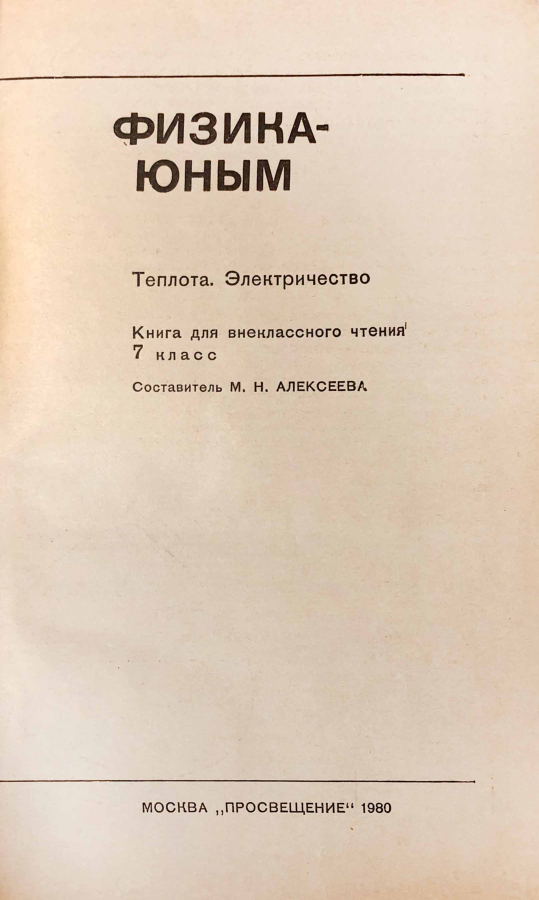 ФИЗИКА-
ЮНЫМ
Теплота. Электричество
Книга для внеклассного чтения
7 класс
Составитель М. Н. АЛЕКСЕЕВА
МОСКВА „ПРОСВЕЩЕНИЕ“ 1980